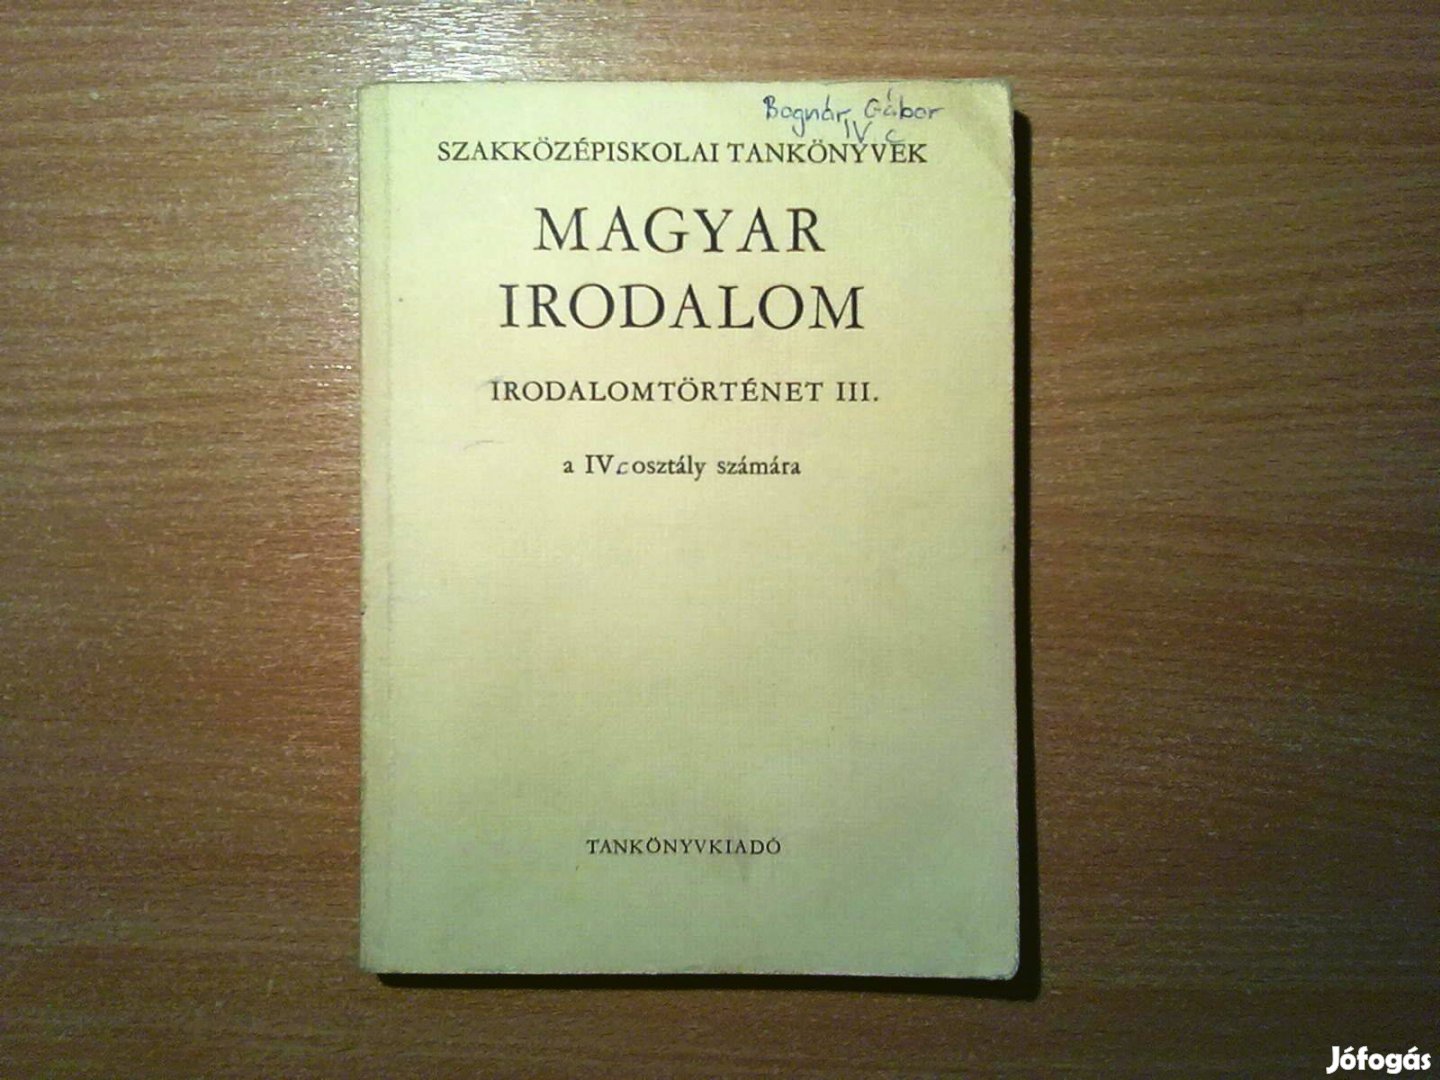 Bognár Gábor
IV c
SZAKKÖZÉPISKOLAI TANKÖNYVEK
MAGYAR
IRODALOM
IRODALOMTÖRTÉNET III.
a IV c osztály számára
TANKÖNYVKIADÓ
Jófogás